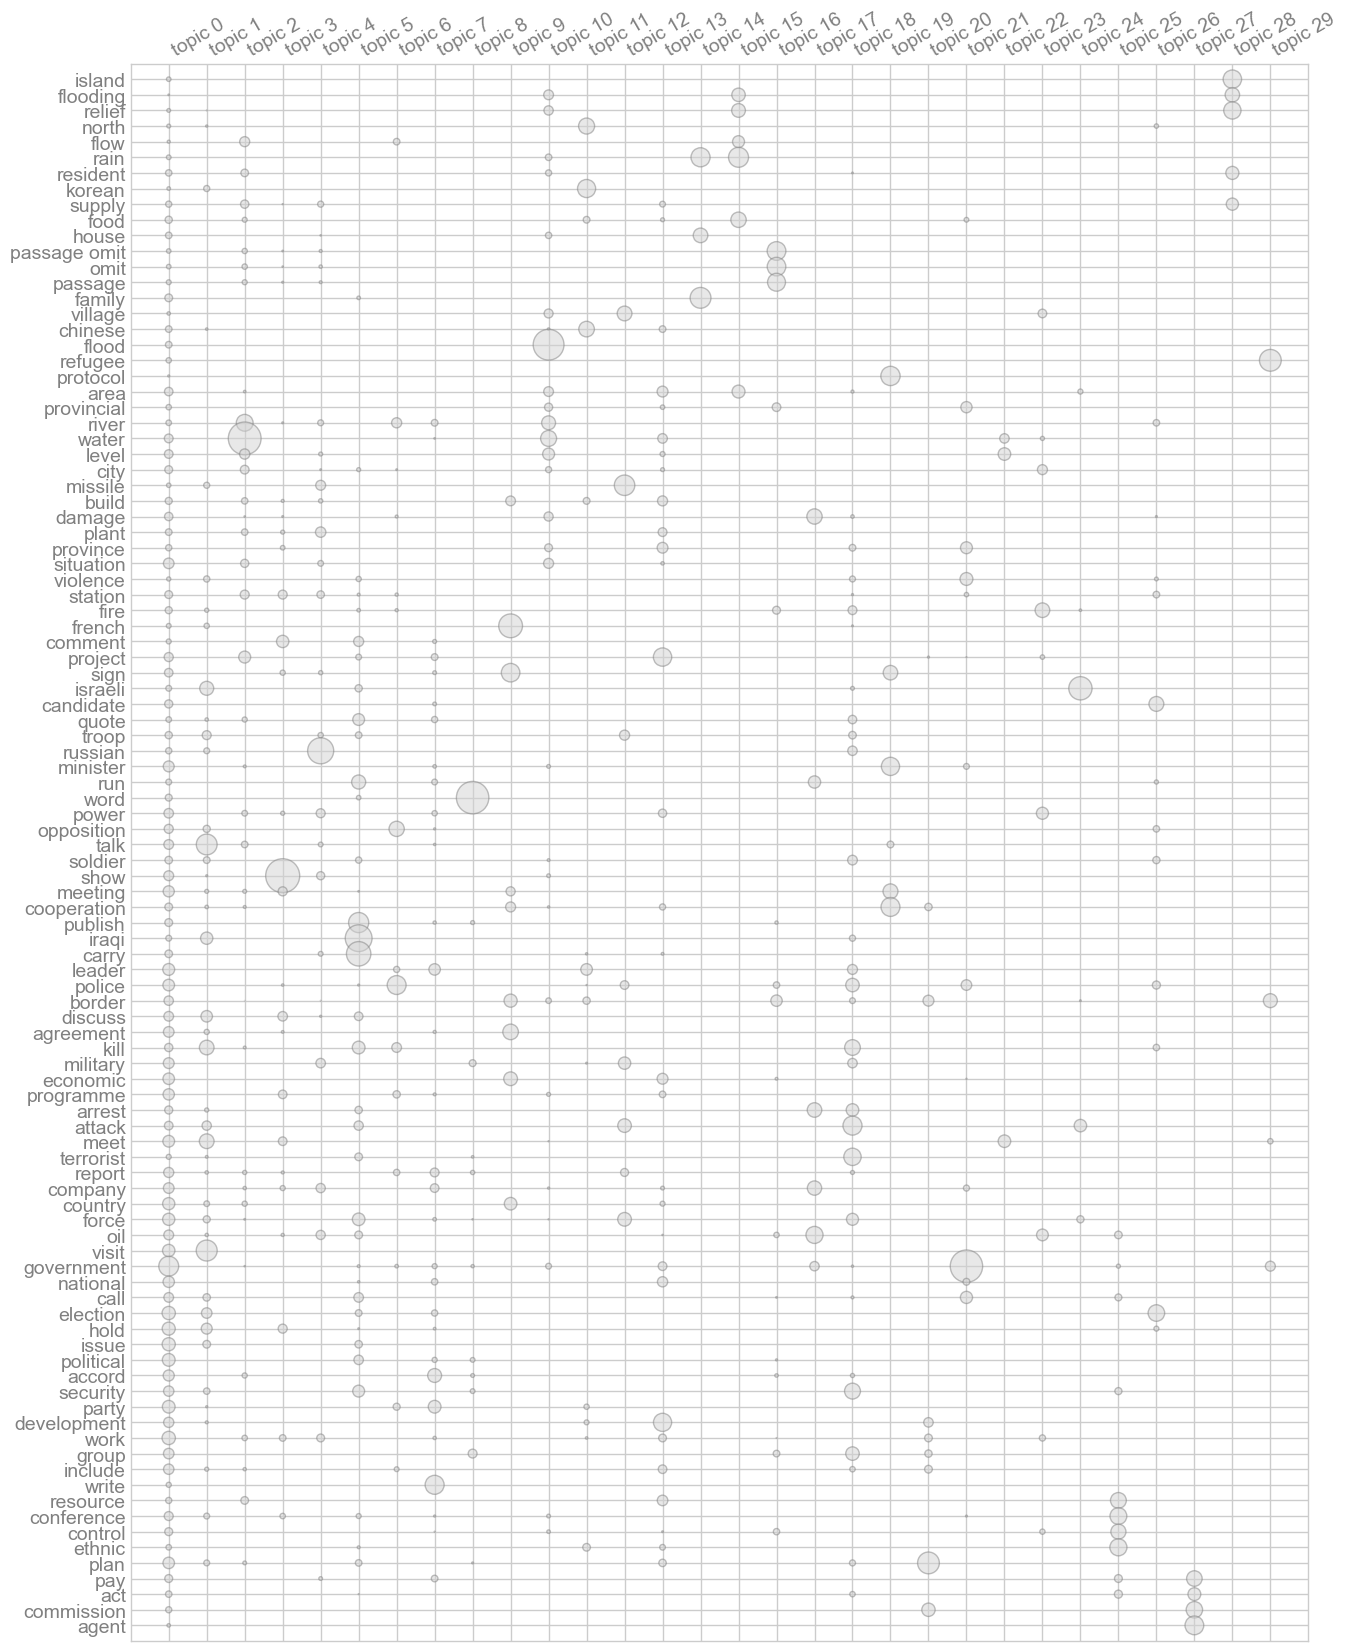 topic 0 topic 1 topic 2 topic 3 topic 4 topic 5 topic 6 topic 7 topic 8 topic 9 topic 10 topic 11 topic 12 topic 13 topic 14 topic 15 topic 16 topic 17 topic 18 topic 19 topic 20 topic 21 topic 22 topic 23 topic 24 topic 25 topic 26 topic 27 topic 28 topic 29
island
flooding
relief
north
flow
rain
resident
korean
supply
food
house
passage omit
omit
passage
family
village
chinese
flood
refugee
protocol
area
provincial
river
water
level
city
missile
build
damage
plant
province
situation
violence
station
fire
french
comment
project
sign
israeli
candidate
quote
troop
russian
minister
run
word
power
opposition
talk
soldier
show
meeting
cooperation
publish
iraqi
carry
leader
police
border
discuss
agreement
kill
military
economic
programme
arrest
attack
meet
terrorist
report
company
country
force
oil
visit
government
national
call
election
hold
issue
political
accord
security
party
development
work
group
include
write
resource
conference
control
ethnic
plan
pay
act
commission
agent